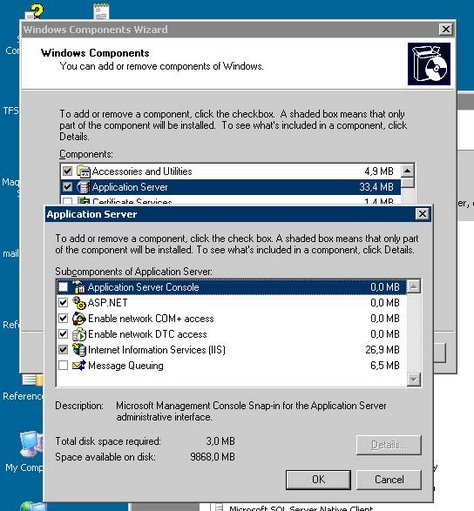 Windows Components Wizard
Windows Components
You can add or remove components of Windows.
To add or remove a component, click the checkbox. A shaded box means that only
part of the component will be installed. To see what's included in a component, click
Details.
Components:
Accessories and Utilities 4,9 MB
Application Server 33,4 MB
Certificate Services 1,4 MB
TFS
mail
Application Server
To add or remove a component, click the check box. A shaded box means that only part
of the component will be installed. To see what's included in a component, click Details.
Subcomponents of Application Server:
Application Server Console 0,0 MB
ASP.NET 0,0 MB
Enable network COM+ access 0,0 MB
Enable network DTC access 0,0 MB
Internet Information Services (IIS) 26,9 MB
Message Queuing 6,5 MB
Description: Microsoft Management Console Snap-in for the Application Server
administrative interface.
Total disk space required: 3,0 MB
Space available on disk: 9868,0 MB
Details...
OK Cancel
Reference
My Comp
Microsoft SQL Server Native Client